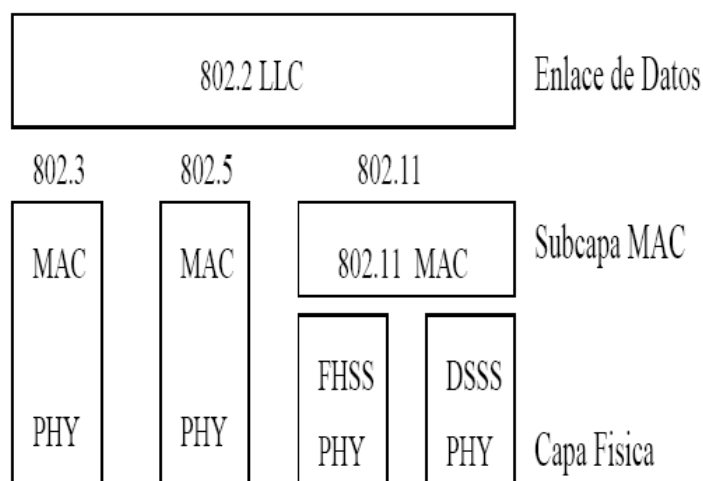 802.2 LLC
Enlace de Datos
802.3
802.5
802.11
MAC
MAC
802.11 MAC
Subcapa MAC
FHSS
DSSS
PHY
PHY
PHY
PHY
Capa Fisica